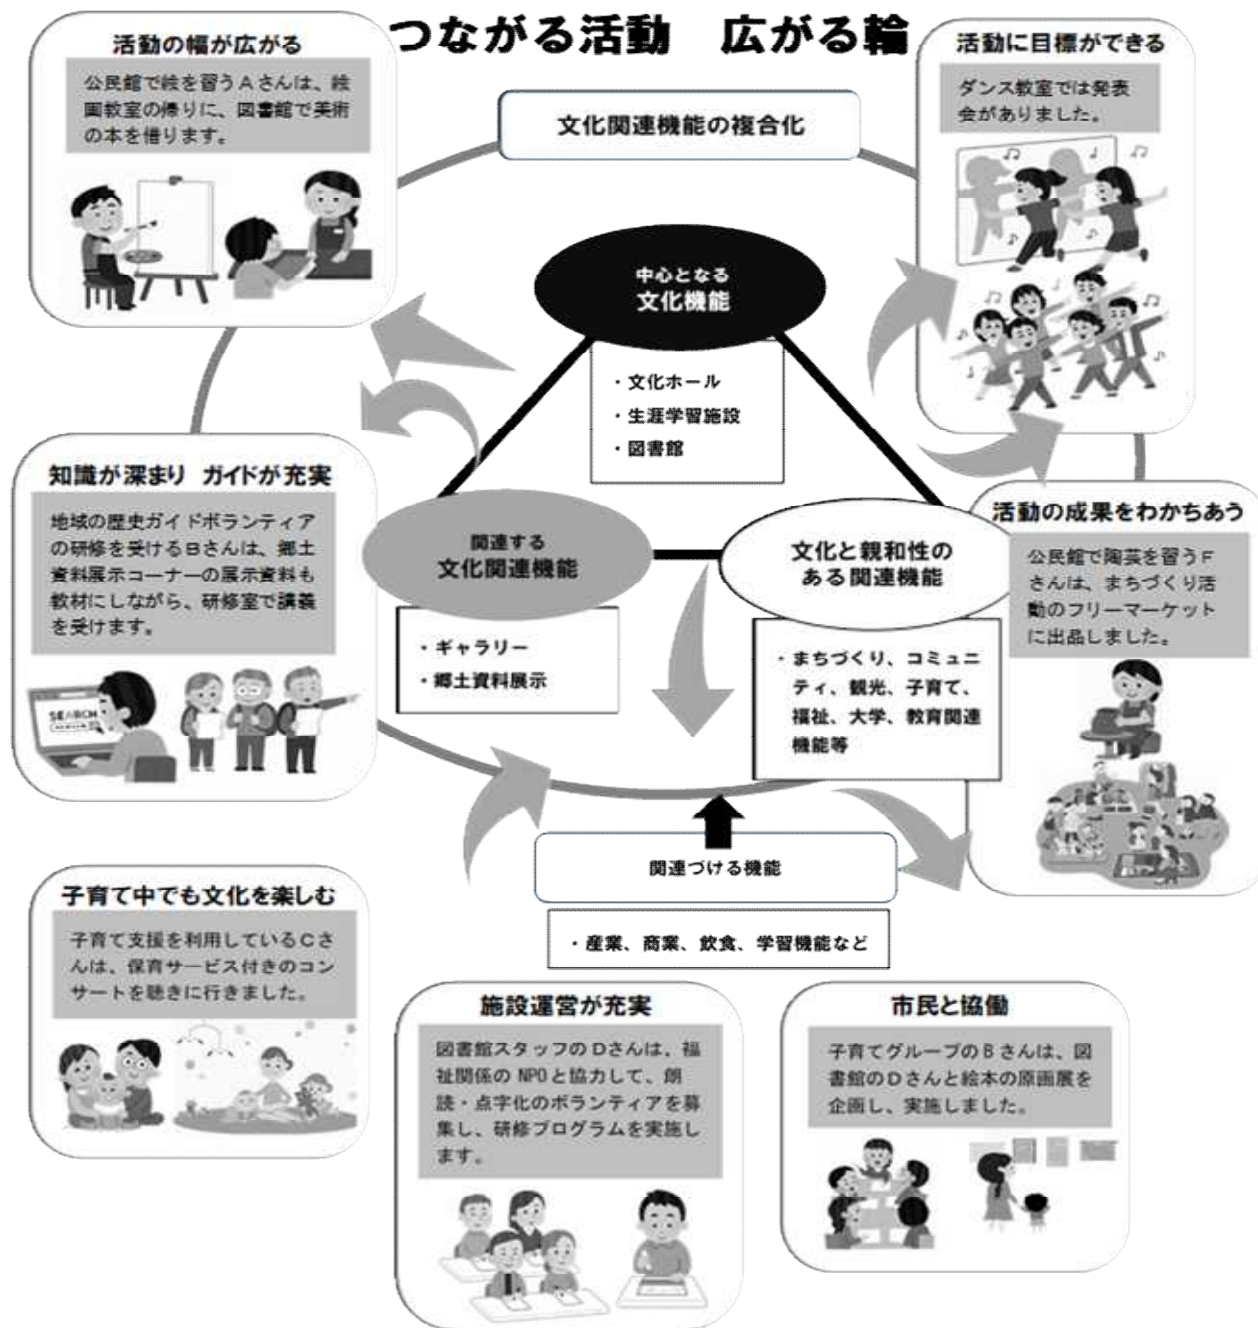 つながる活動　広がる輪
活動の幅が広がる
公民館で絵を習うAさんは、絵
画教室の帰りに、図書館で美術
の本を借ります。
文化関連機能の複合化
活動に目標ができる
ダンス教室では発表
会がありました。
中心となる
文化機能
・文化ホール
・生涯学習施設
・図書館
知識が深まり ガイドが充実
地域の歴史ガイドボランティア
の研修を受けるBさんは、郷土
資料展示コーナーの展示資料も
教材にしながら、研修室で講義
を受けます。
SEARCH
関連する
文化関連機能
・ギャラリー
・郷土資料展示
文化と親和性の
ある関連機能
・まちづくり、コミュニ
ティ、観光、子育て、
福祉、大学、教育関連
機能等
活動の成果をわかちあう
公民館で陶芸を習うF
さんは、まちづくり活
動のフリーマーケット
に出品しました。
関連づける機能
・産業、商業、飲食、学習機能など
子育て中でも文化を楽しむ
子育て支援を利用しているCさ
んは、保育サービス付きのコン
サートを聴きに行きました。
施設運営が充実
図書館スタッフのDさんは、福
祉関係のNPOと協力して、朗
読・点字化のボランティアを募
集し、研修プログラムを実施し
ます。
市民と協働
子育てグループのBさんは、図
書館のDさんと絵本の原画展を
企画し、実施しました。